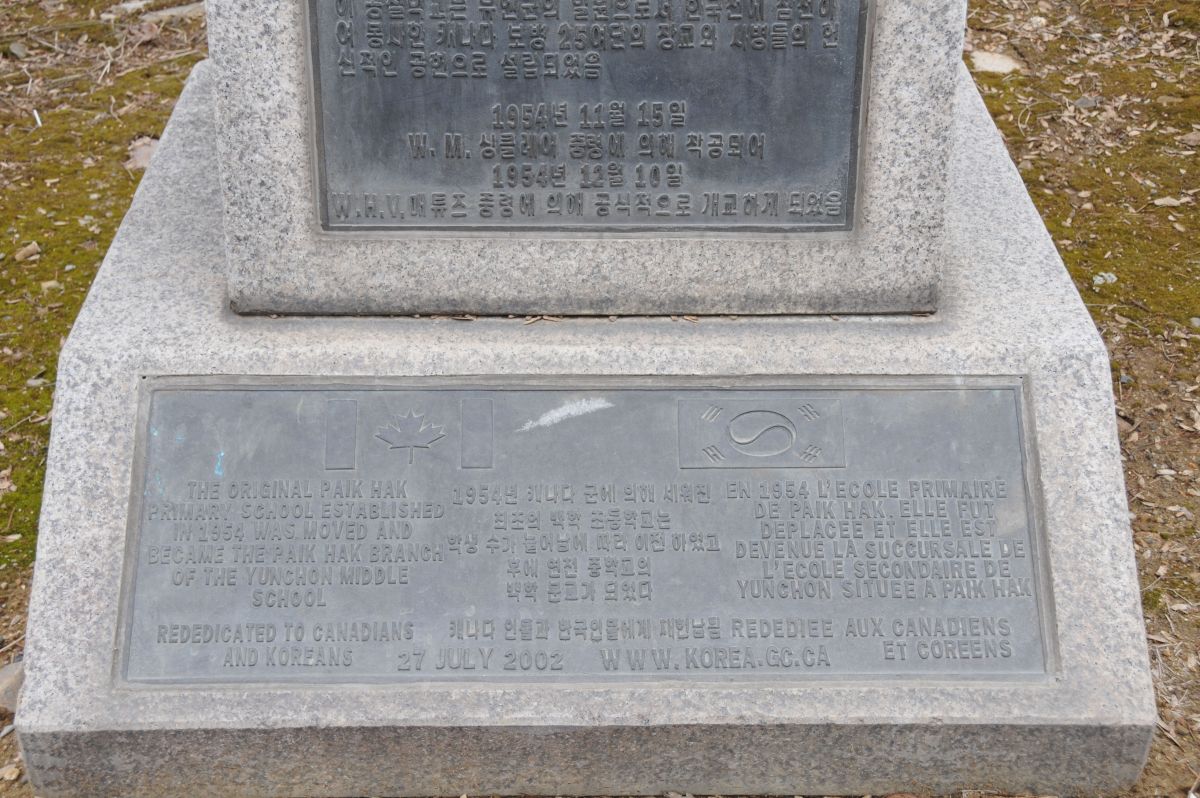 어 종사한 캐나다 도병 25여단의 장교와 사병들의 헌
신적인 공헌으로 설립되었음
1954년 11월 15일
W. M. 싱클레어 중령에 의해 착공되어
1954년 12월 10일
W.H.V. 매튜즈 중령에 의해 공식적으로 개교하게 되었음
THE ORIGINAL PAIK HAK
PRIMARY SCHOOL ESTABLISHED
IN 1954 WAS MOVED AND
BECAME THE PAIK HAK BRANCH
OF THE YUNCHON MIDDLE
SCHOOL
REDEDICATED TO CANADIANS
AND KOREANS
1954년 캐나다 군에 의해 세워진
최초의 백학 초등학교는
학생 수가 늘어남에 따라 이전 하였고
후에 연천 중학교의
백학 분교가 되었다
캐나다 인들과 한국인들에게 재헌납됨
27 JULY 2002 WWW.KOREA.GC.CA
EN 1954 L'ECOLE PRIMAIRE
DE PAIK HAK. ELLE FUT
DEPLACEE ET ELLE EST
DEVENUE LA SUCCURSALE DE
L'ECOLE SECONDAIRE DE
YUNCHON SITUEE A PAIK HAK
REDEDIEE AUX CANADIENS
ET COREENS